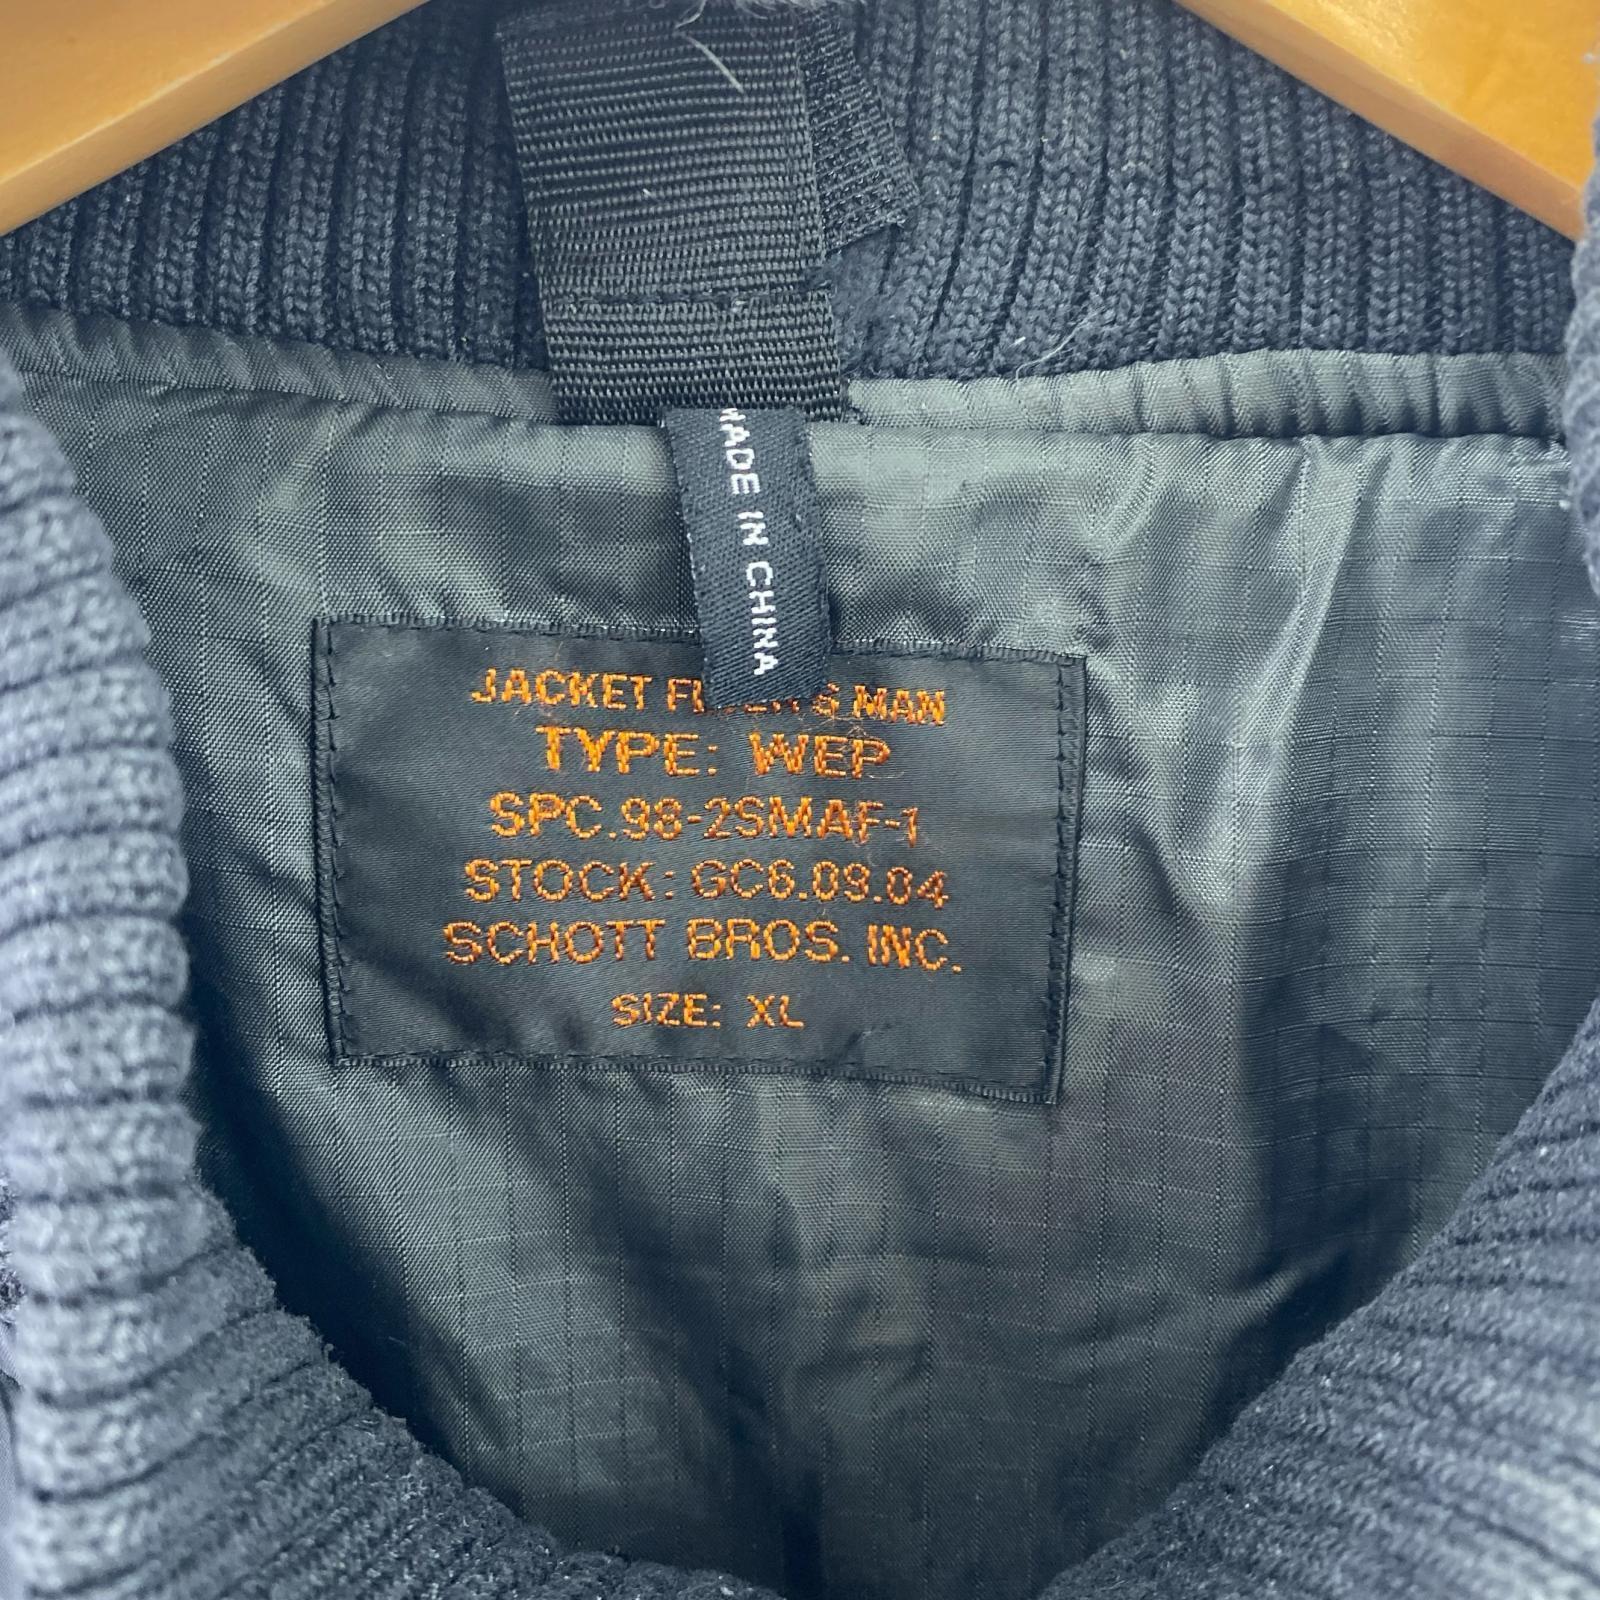 MADE IN CHINA
JACKET MAN
TYPE: WEP
SPC.98-2SMAF-1
STOCK: GC6.09.04
SCHOTT BROS. INC.
SIZE: XL